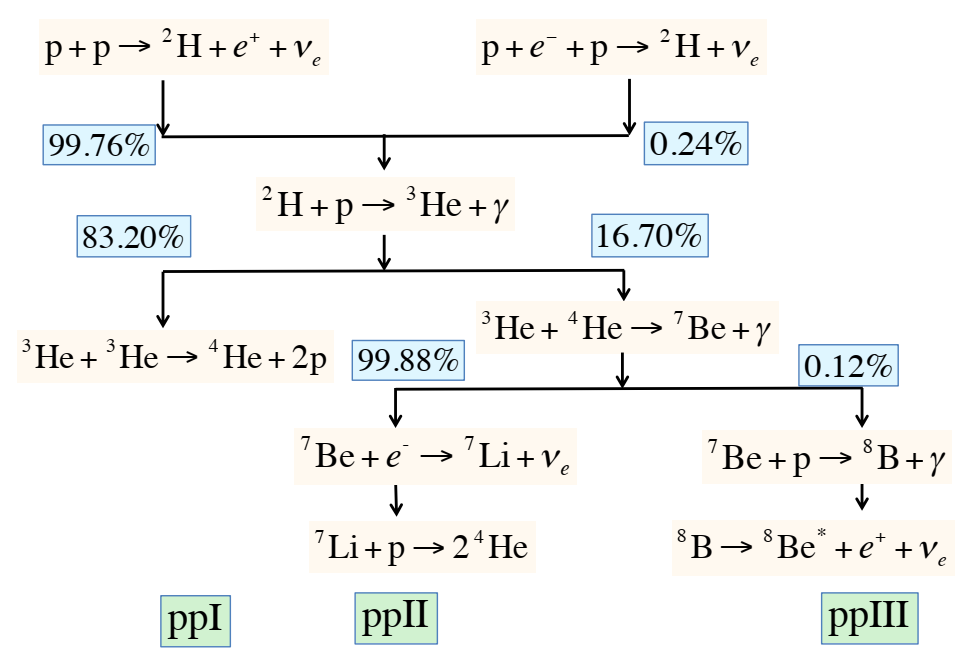 p + p → ²H + e⁺ + νₑ
p + e⁻ + p → ²H + νₑ
99.76%
0.24%
²H + p → ³He + γ
83.20%
16.70%
³He + ⁴He → ⁷Be + γ
³He + ³He → ⁴He + 2p
99.88%
0.12%
⁷Be + e⁻ → ⁷Li + νₑ
⁷Be + p → ⁸B + γ
⁷Li + p → 2 ⁴He
⁸B → ⁸Be* + e⁺ + νₑ
ppI
ppII
ppIII